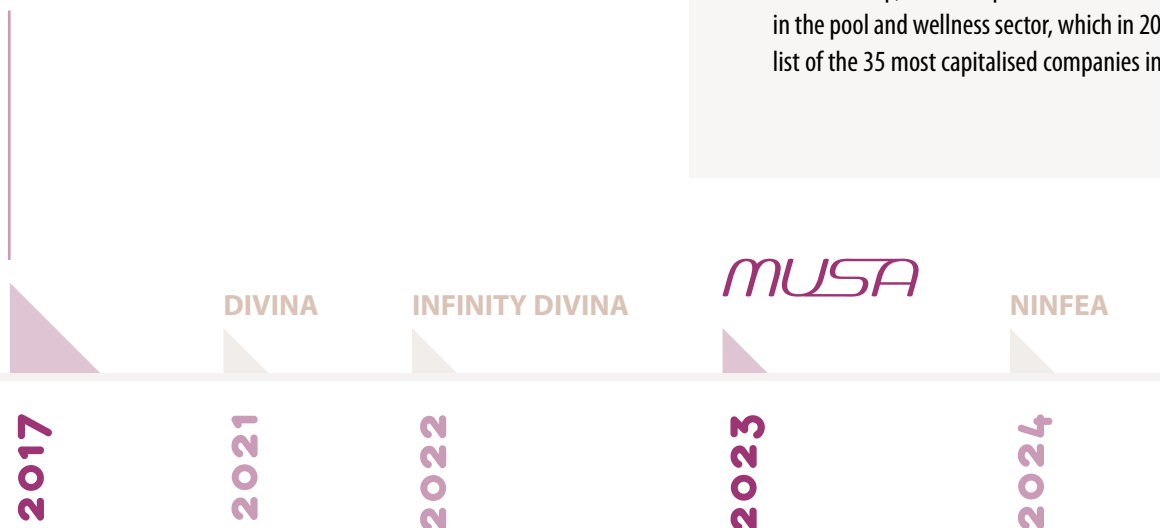 in the pool and wellness sector, which in 20
list of the 35 most capitalised companies in
MUSA
DIVINA
INFINITY DIVINA
NINFEA
2017
2021
2022
2023
2024